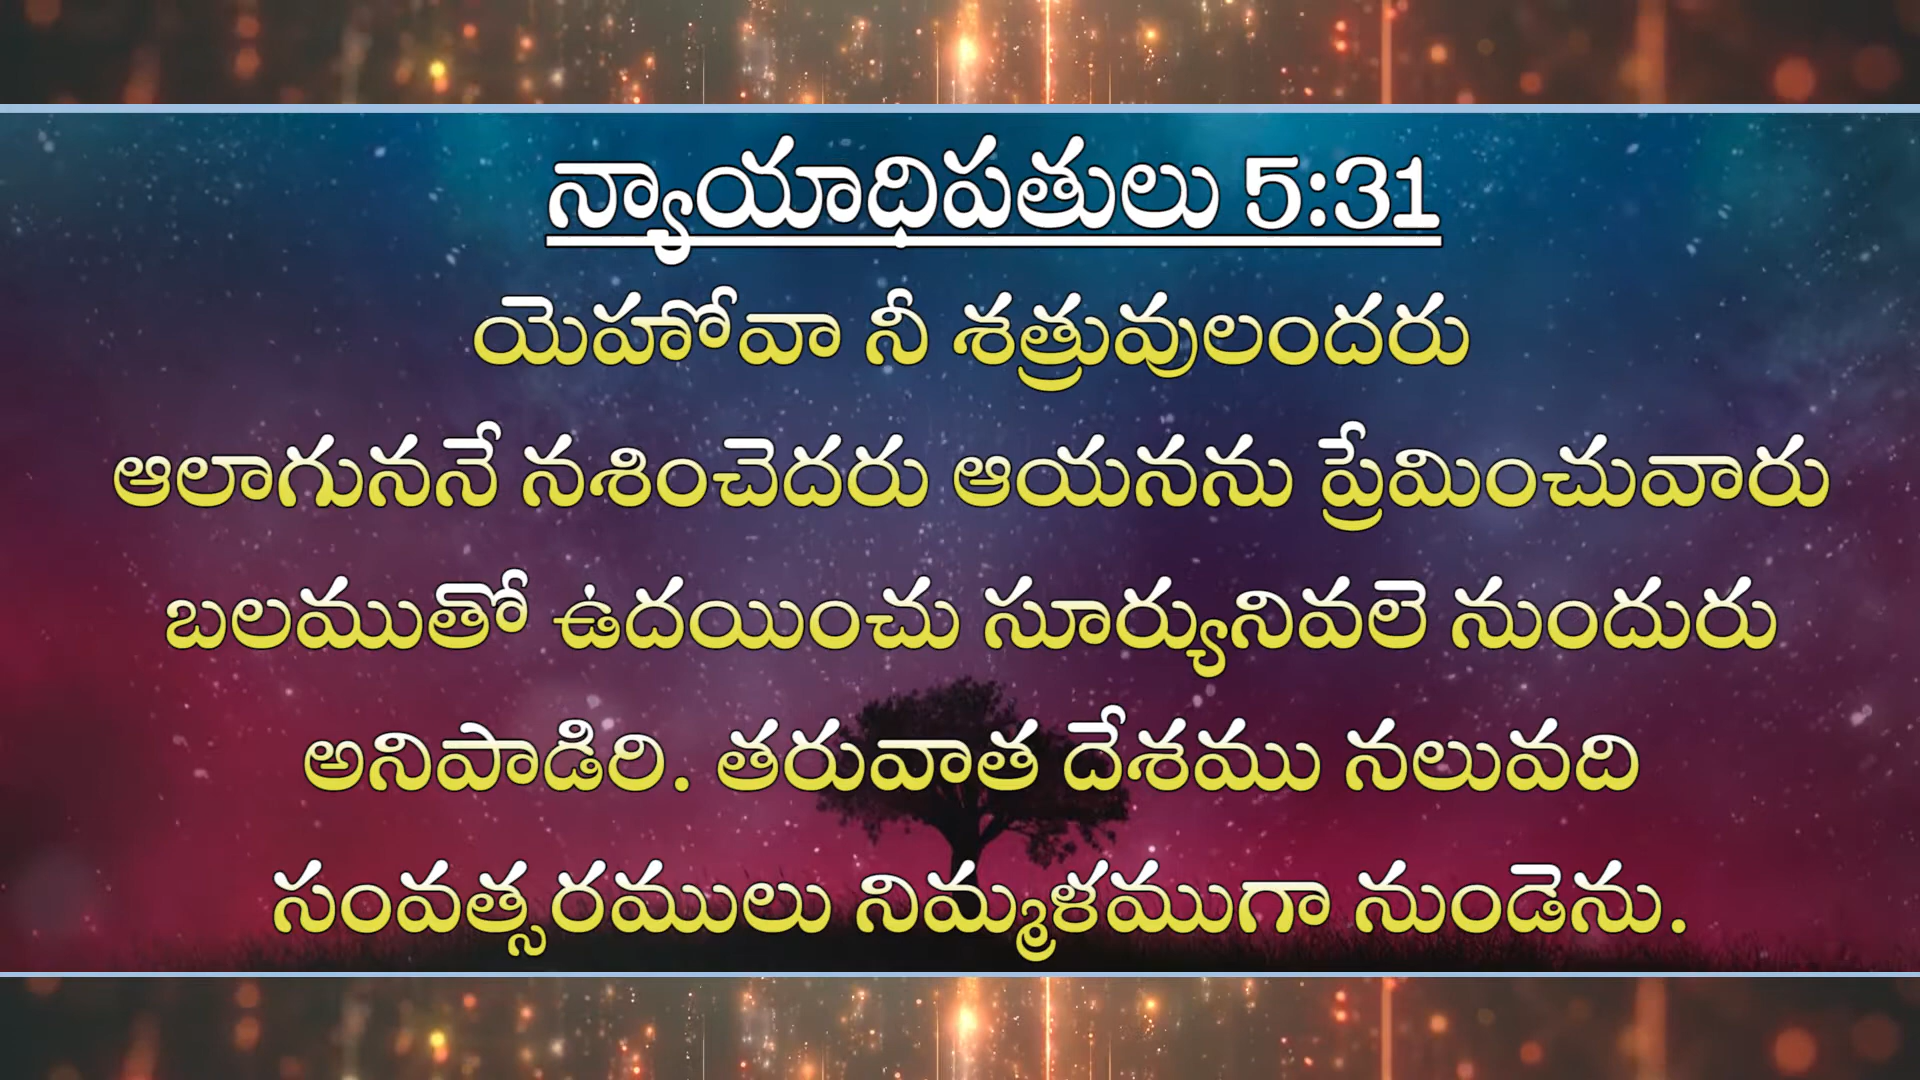 న్యాయాధిపతులు 5:31
యెహోవా నీ శత్రువులందరు
ఆలాగుననే నశించెదరు ఆయనను ప్రేమించువారు
బలముతో ఉదయించు సూర్యునివలె నుందురు
అనిపాడిరి. తరువాత దేశము నలువది
సంవత్సరములు నిమ్మళముగా నుండెను.